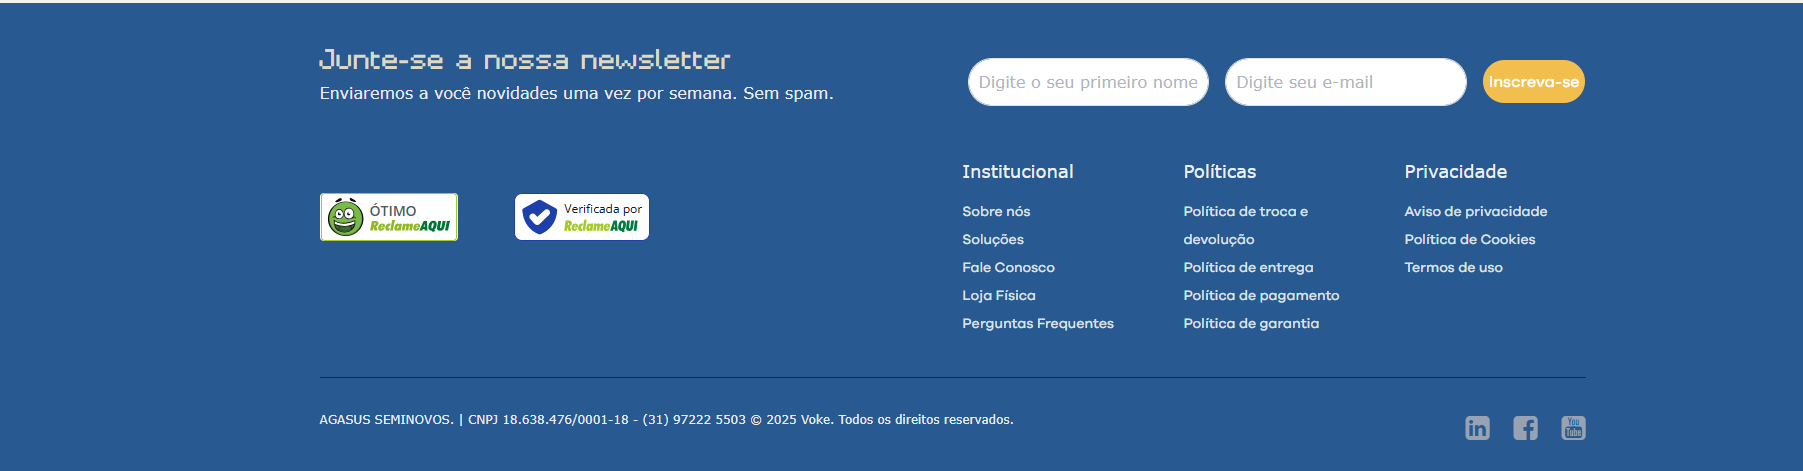 Junte-se a nossa newsletter
Enviaremos a você novidades uma vez por semana. Sem spam.
Digite o seu primeiro nome
Digite seu e-mail
Inscreva-se
ÓTIMO
ReclameAQUI
Verificada por
ReclameAQUI
Institucional
Sobre nós
Soluções
Fale Conosco
Loja Física
Perguntas Frequentes
Políticas
Política de troca e
devolução
Política de entrega
Política de pagamento
Política de garantia
Privacidade
Aviso de privacidade
Política de Cookies
Termos de uso
AGASUS SEMINOVOS. | CNPJ 18.638.476/0001-18 - (31) 97222 5503 © 2025 Voke. Todos os direitos reservados.
in
f
You
Tube